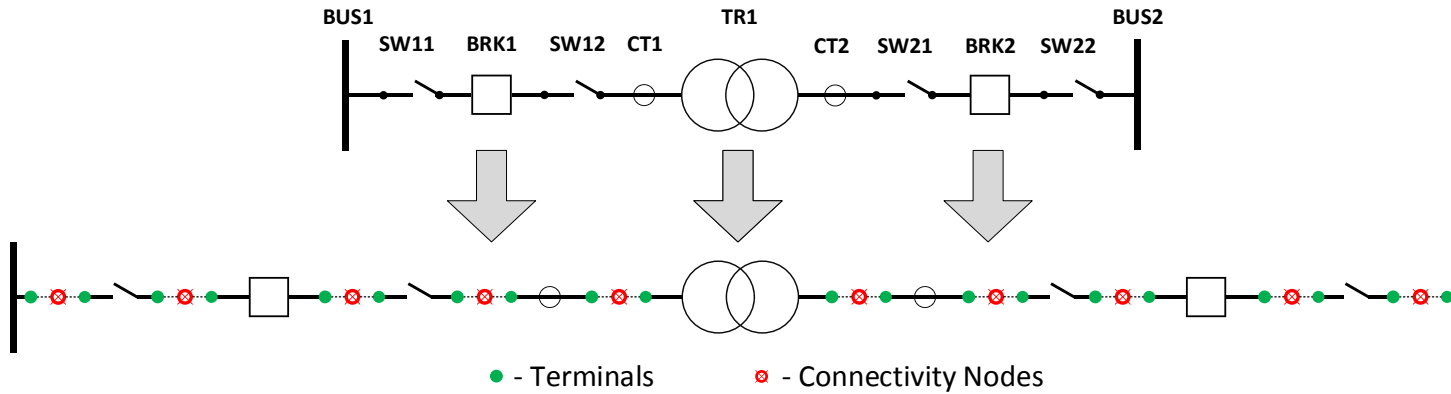 BUS1 TR1 BUS2
SW11 BRK1 SW12 CT1 CT2 SW21 BRK2 SW22
- Terminals - Connectivity Nodes